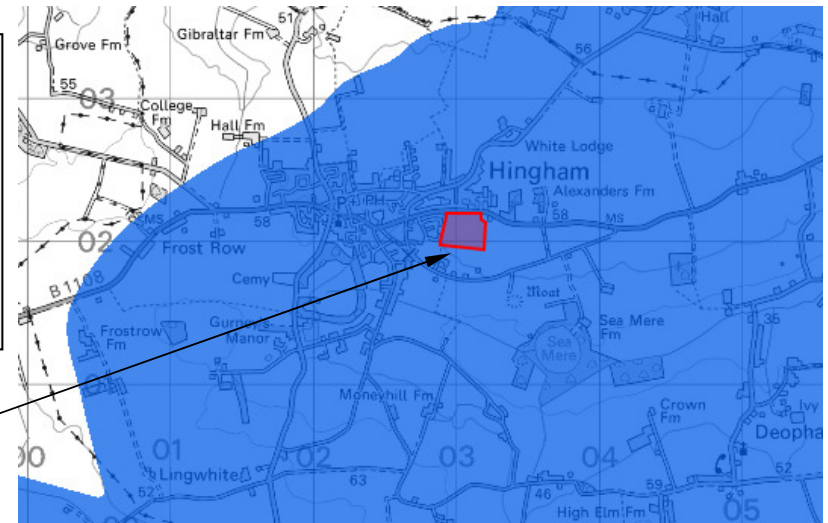 51
Hall
Grove Fm
Gibraltar Fm
56
55
03
College
Fm
Hall Fm
White Lodge
Hingham
Alexanders Fm
PH
MS
58
58
MS
02
Frost Row
B 1108
Cemy
Moat
Frostrow
Fm
Gurney's
Manor
Sea
Mere
Sea Mere
Fm
35
Moneyhill Fm
Crown
Fm
Ivy
Deopha
00
01
02
03
04
Lingwhite
52
63
46
59
52
High Elm Fm
05